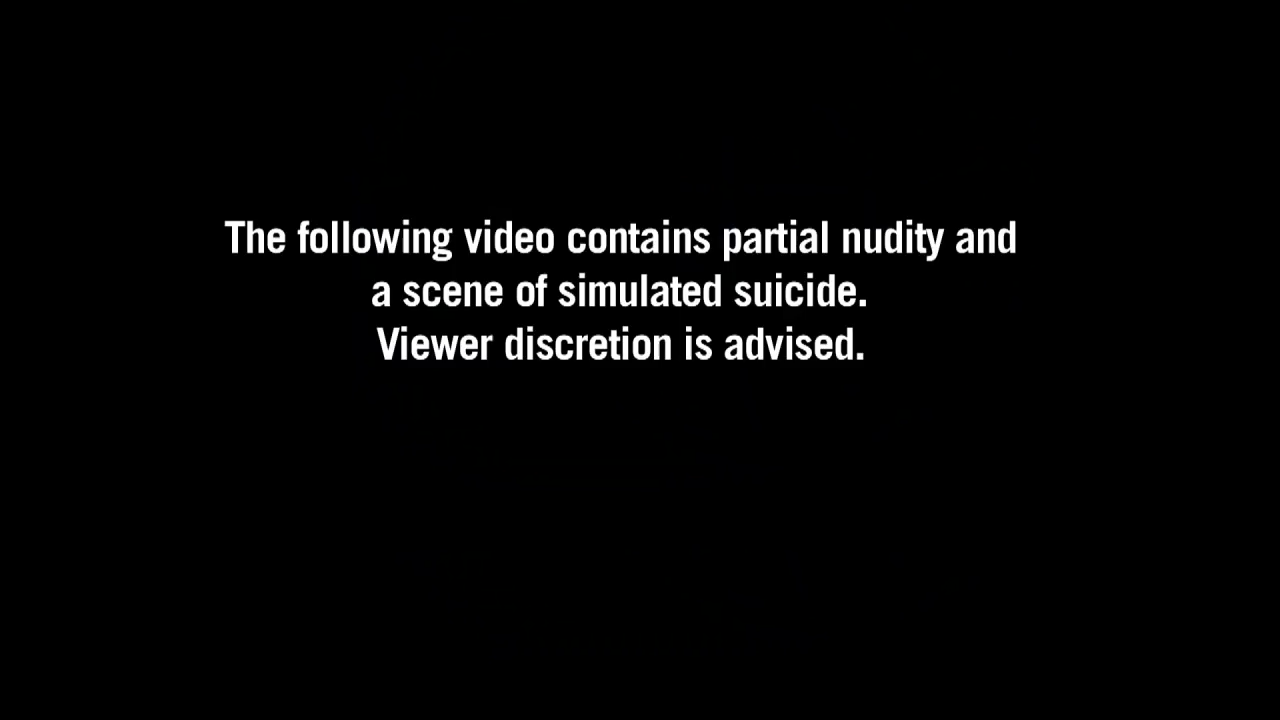 The following video contains partial nudity and
a scene of simulated suicide.
Viewer discretion is advised.